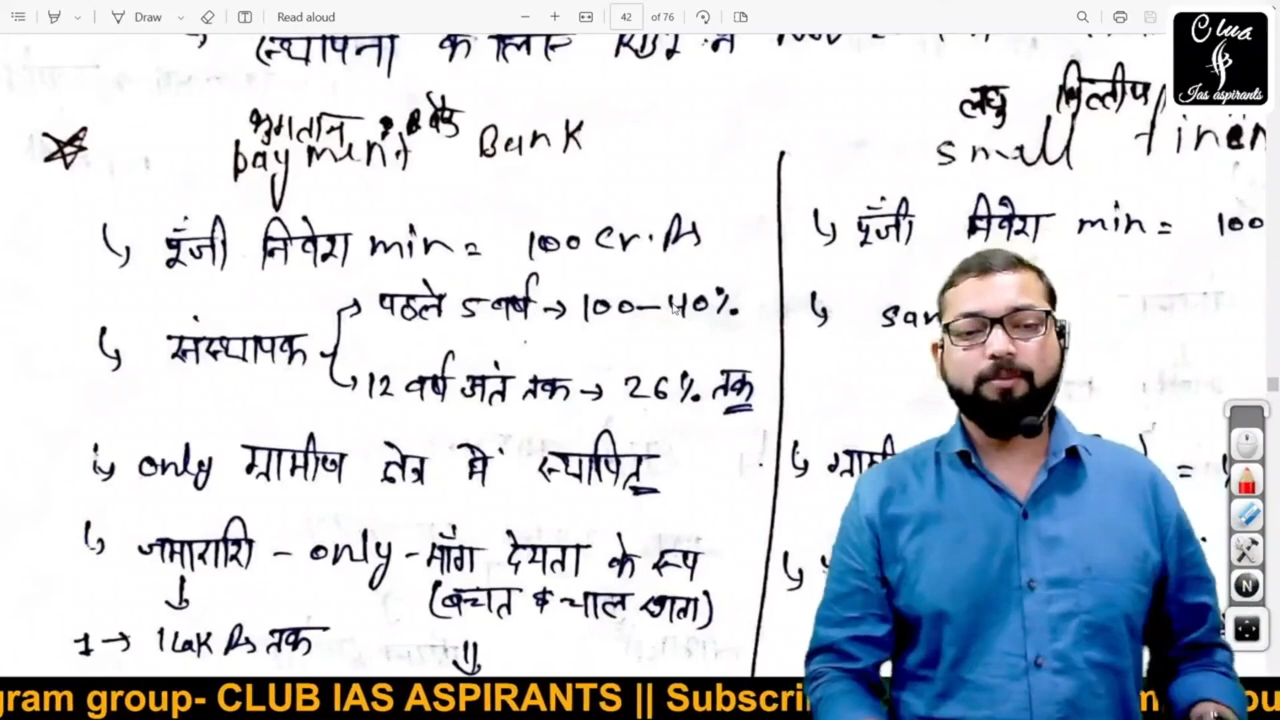 Draw
Read aloud
42 of 76
Club
Ias aspirants
स्थापना के लिए RBI ने
भुगतान बैंक
payment Bank
लघु वित्तीय
small finan
↳ पूँजी निवेश min = 100 Cr. Rs
↳ पूँजी निवेश min = 100
↳ संस्थापक
→ पहले 5 वर्ष → 100-40%
→ 12 वर्ष अंत तक → 26% तक
↳ only ग्रामीण क्षेत्र में स्थापित
↳ जमाराशि - only - माँग देयता के रूप
(बचत व चालू खाता)
1 → 1 Lak Rs तक
gram group- CLUB IAS ASPIRANTS || Subscri